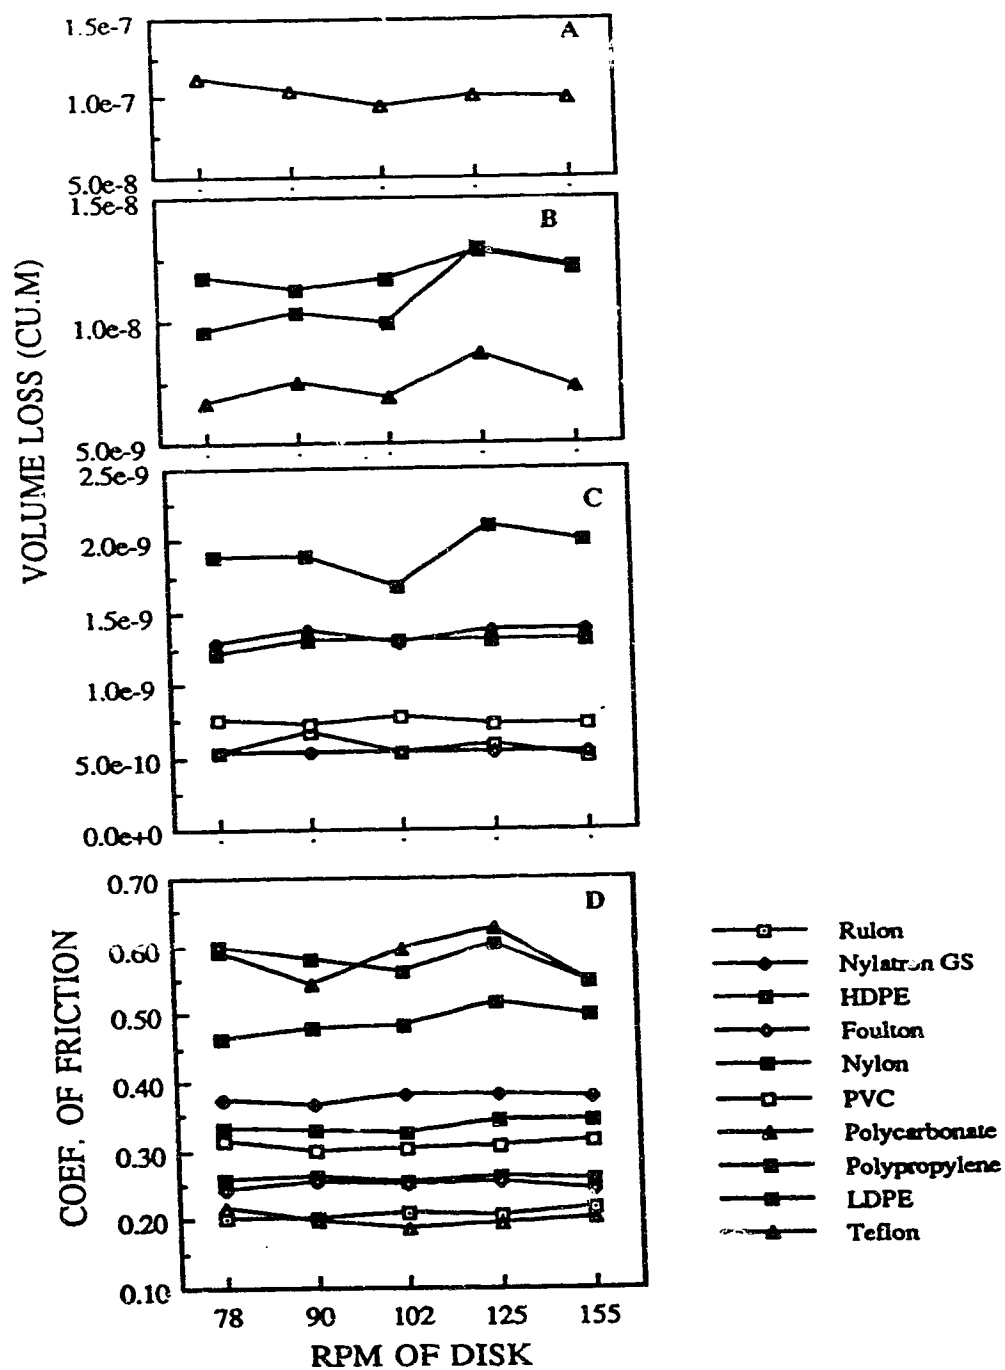 1.5e-7
A
1.0e-7
5.0e-8
1.5e-8
B
1.0e-8
5.0e-9
VOLUME LOSS (CU.M)
2.5e-9
C
2.0e-9
1.5e-9
1.0e-9
5.0e-10
0.0e+0
0.70
D
0.60
0.50
0.40
0.30
0.20
0.10
COEF. OF FRICTION
78 90 102 125 155
RPM OF DISK
Rulon
Nylatron GS
HDPE
Foulton
Nylon
PVC
Polycarbonate
Polypropylene
LDPE
Teflon